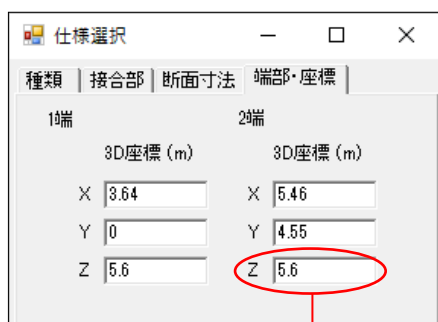 仕様選択
種類 接合部 断面寸法 端部・座標
1端 2端
3D座標 (m) 3D座標 (m)
X 3.64 X 5.46
Y 0 Y 4.55
Z 5.6 Z 5.6